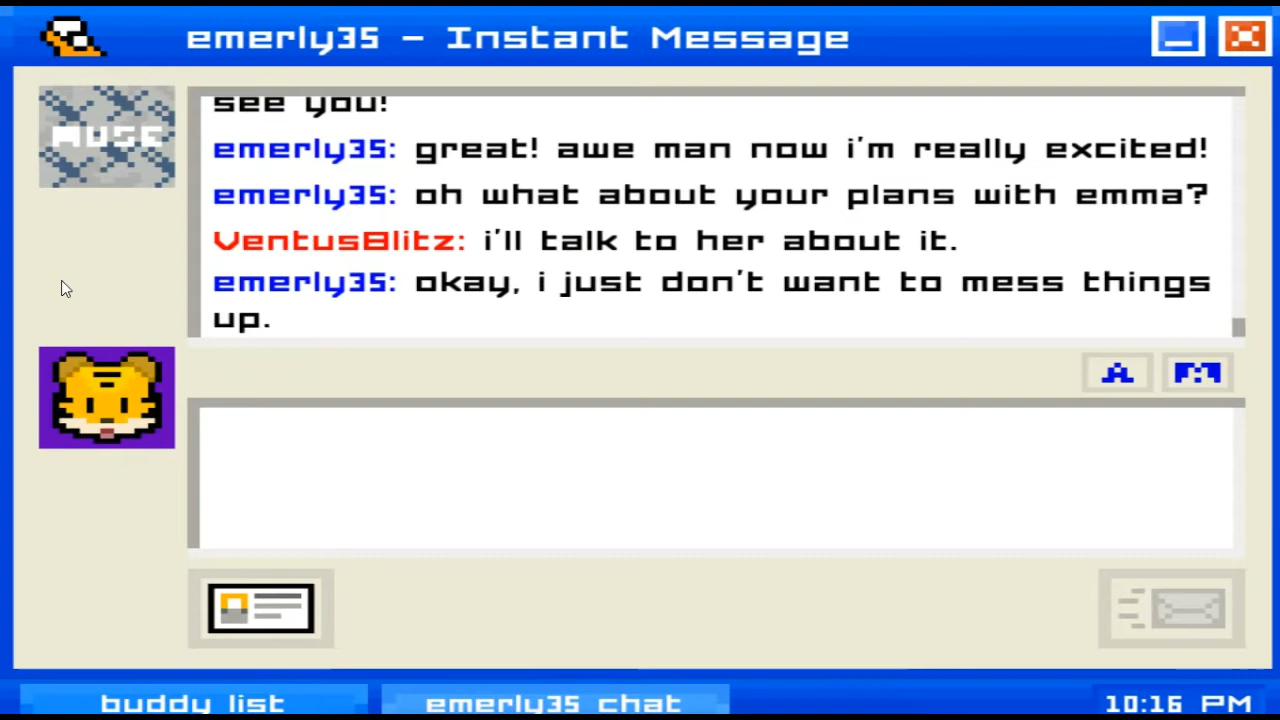 emerly35 - Instant Message
see you!
MUSE
emerly35: great! awe man now i'm really excited!
emerly35: oh what about your plans with emma?
VentusBlitz: i'll talk to her about it.
emerly35: okay, i just don't want to mess things
up.
A
buddy list
emerly35 chat
10:16 PM